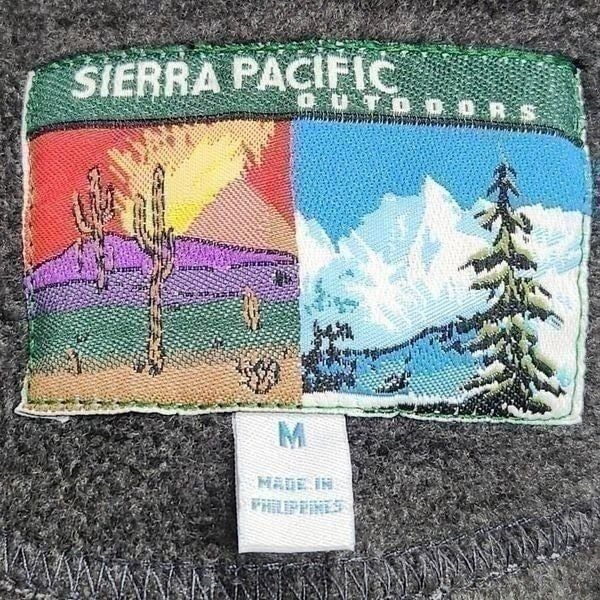 SIERRA PACIFIC
OUTDOORS
M
MADE IN
PHILIPPINES